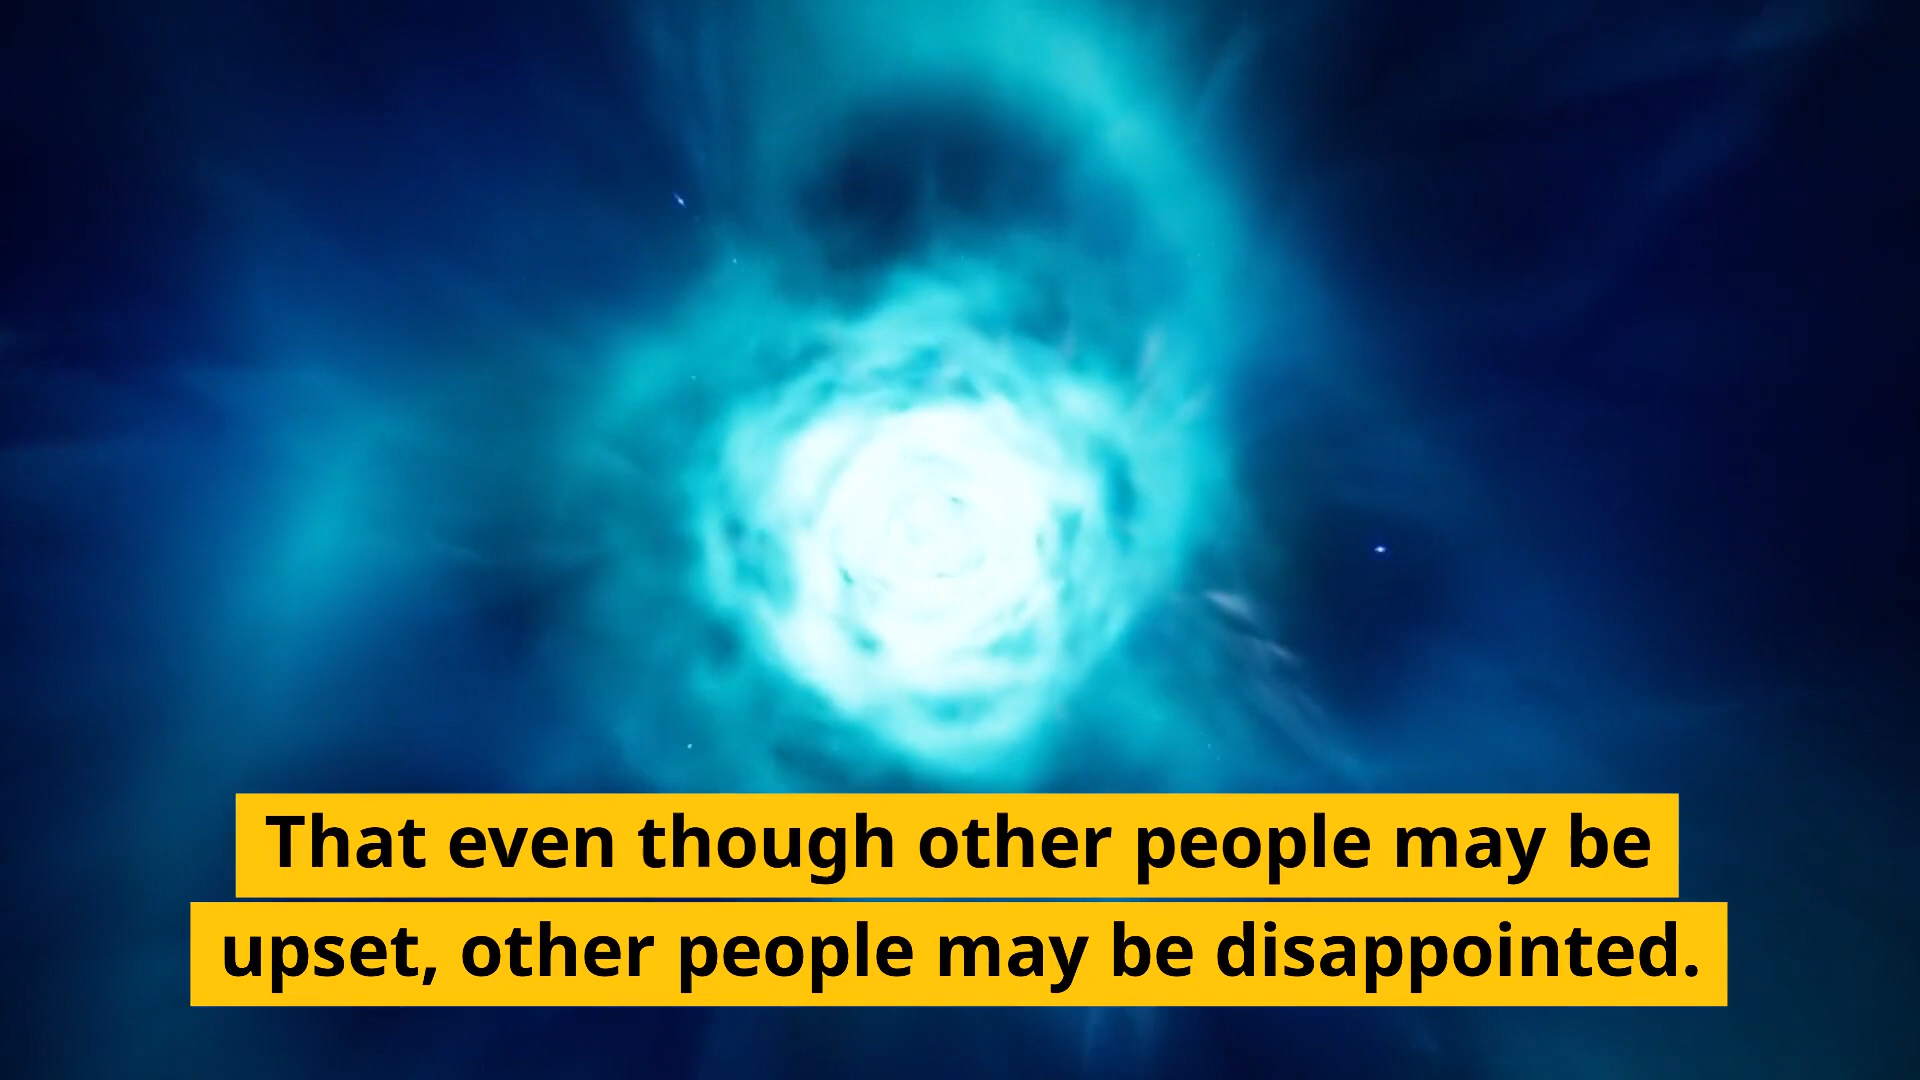 That even though other people may be
upset, other people may be disappointed.